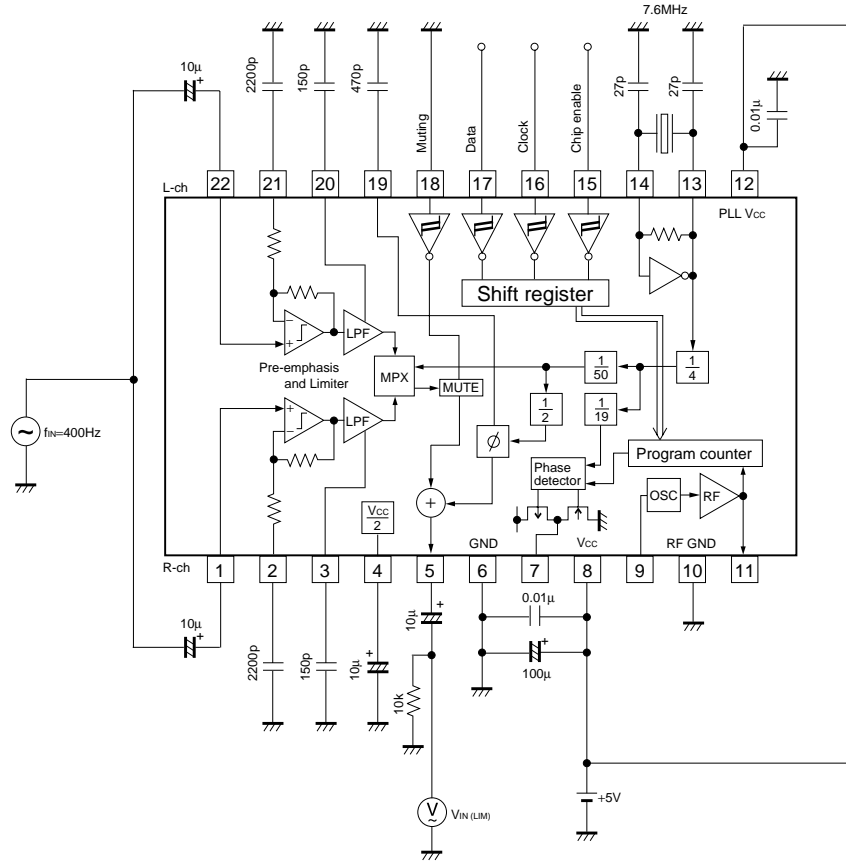 7.6MHz
10μ
+
2200p
150p
470p
Muting
Data
Clock
Chip enable
27p
27p
0.01μ
L-ch
22
21
20
19
18
17
16
15
14
13
12
PLL VCC
Shift register
−
+
LPF
Pre-emphasis
and Limiter
MPX
MUTE
1
50
1
4
1
2
1
19
~
fIN=400Hz
+
−
LPF
ϕ
Phase
detector
Program counter
VCC
2
+
OSC
RF
GND
VCC
RF GND
R-ch
1
2
3
4
5
6
7
8
9
10
11
10μ
+
2200p
150p
10μ
+
10μ
+
10k
0.01μ
+
100μ
V
~
VIN (LIM)
+5V